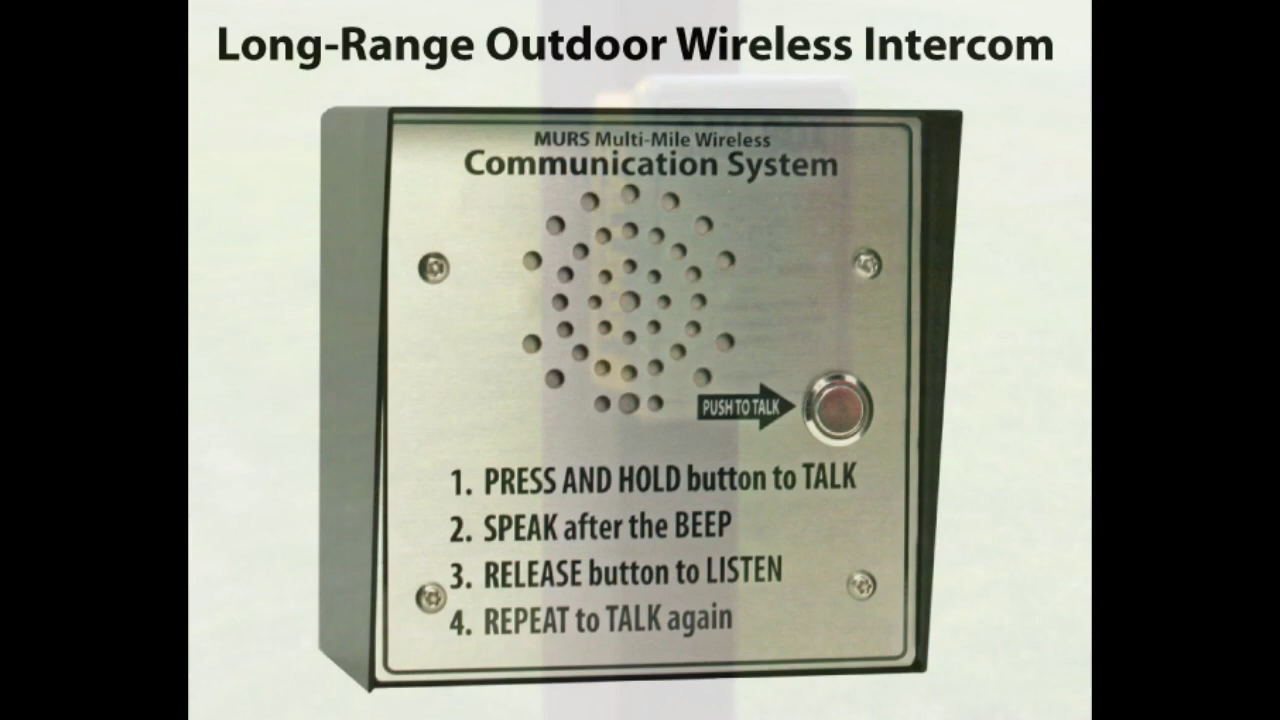 Long-Range Outdoor Wireless Intercom
MURS Multi-Mile Wireless
Communication System
PUSH TO TALK
1. PRESS AND HOLD button to TALK
2. SPEAK after the BEEP
3. RELEASE button to LISTEN
4. REPEAT to TALK again